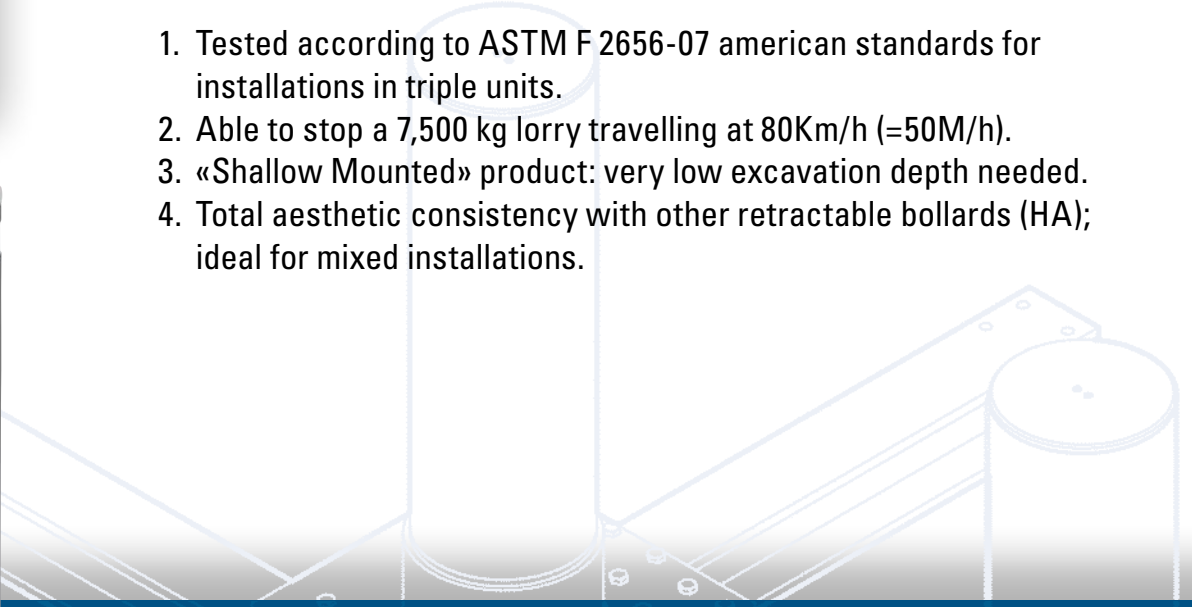 1. Tested according to ASTM F 2656-07 american standards for
installations in triple units.
2. Able to stop a 7,500 kg lorry travelling at 80Km/h (=50M/h).
3. «Shallow Mounted» product: very low excavation depth needed.
4. Total aesthetic consistency with other retractable bollards (HA);
ideal for mixed installations.